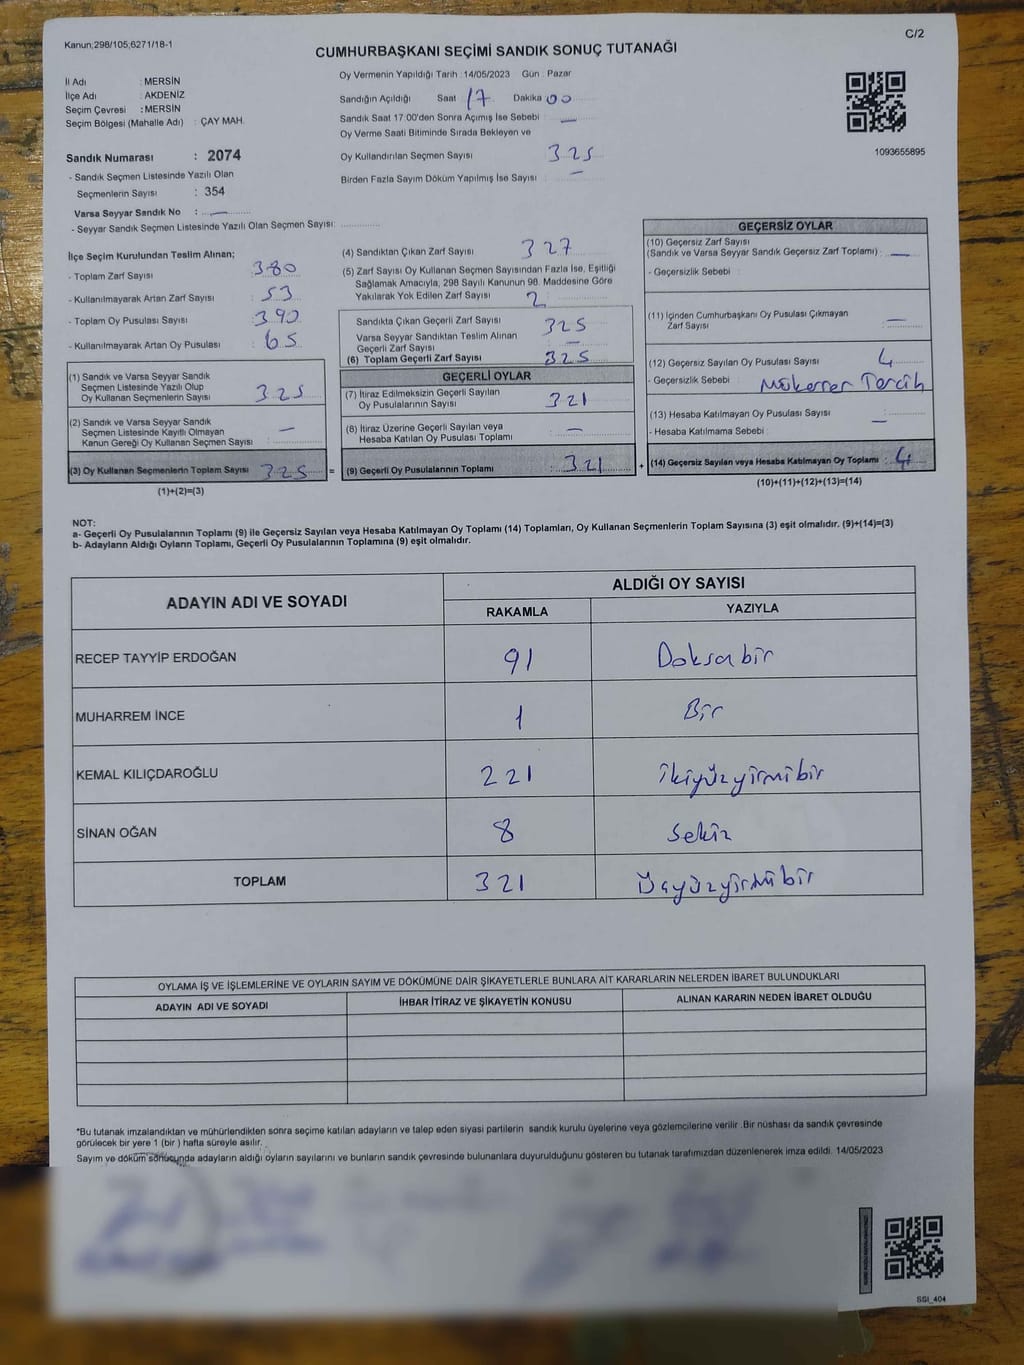 Kanun;298/105,6271/18-1
C/2
CUMHURBAŞKANI SEÇİMİ SANDIK SONUÇ TUTANAĞI
İl Adı : MERSİN
İlçe Adı : AKDENİZ
Seçim Çevresi : MERSİN
Seçim Bölgesi (Mahalle Adı) : ÇAY MAH.
Sandık Numarası : 2074
- Sandık Seçmen Listesinde Yazılı Olan
Seçmenlerin Sayısı : 354
Varsa Seyyar Sandık No : —
- Seyyar Sandık Seçmen Listesinde Yazılı Olan Seçmen Sayısı:
Oy Vermenin Yapıldığı Tarih : 14/05/2023 Gün : Pazar
Sandığın Açıldığı Saat 17 Dakika 00
Sandık Saat 17:00'den Sonra Açımış İse Sebebi : —
Oy Verme Saati Bitiminde Sırada Bekleyen ve
Oy Kullandırılan Seçmen Sayısı 325
Birden Fazla Sayım Döküm Yapılmış İse Sayısı : —
1093655895
İlçe Seçim Kurulundan Teslim Alınan;
- Toplam Zarf Sayısı : 380
- Kullanılmayarak Artan Zarf Sayısı : 53
- Toplam Oy Pusulası Sayısı : 390
- Kullanılmayarak Artan Oy Pusulası : 65
(1) Sandık ve Varsa Seyyar Sandık
Seçmen Listesinde Yazılı Olup
Oy Kullanan Seçmenlerin Sayısı : 325
(2) Sandık ve Varsa Seyyar Sandık
Seçmen Listesinde Kayıtlı Olmayan
Kanun Gereği Oy Kullanan Seçmen Sayısı : —
(3) Oy Kullanan Seçmenlerin Toplam Sayısı : 325
(1)+(2)=(3)
(4) Sandıktan Çıkan Zarf Sayısı : 327
(5) Zarf Sayısı Oy Kullanan Seçmen Sayısından Fazla İse, Eşitliği
Sağlamak Amacıyla, 298 Sayılı Kanunun 98. Maddesine Göre
Yakılarak Yok Edilen Zarf Sayısı : 2
Sandıkta Çıkan Geçerli Zarf Sayısı : 325
Varsa Seyyar Sandıktan Teslim Alınan
Geçerli Zarf Sayısı : —
(6) Toplam Geçerli Zarf Sayısı : 325
GEÇERLİ OYLAR
(7) İtiraz Edilmeksizin Geçerli Sayılan
Oy Pusulalarının Sayısı : 321
(8) İtiraz Üzerine Geçerli Sayılan veya
Hesaba Katılan Oy Pusulası Toplamı : —
= (9) Geçerli Oy Pusulalarının Toplamı : 321
GEÇERSİZ OYLAR
(10) Geçersiz Zarf Sayısı
(Sandık ve Varsa Seyyar Sandık Geçersiz Zarf Toplamı) : —
- Geçersizlik Sebebi :
(11) İçinden Cumhurbaşkanı Oy Pusulası Çıkmayan
Zarf Sayısı : —
(12) Geçersiz Sayılan Oy Pusulası Sayısı : 4
- Geçersizlik Sebebi : Mükerrer Tercih
(13) Hesaba Katılmayan Oy Pusulası Sayısı : —
- Hesaba Katılmama Sebebi :
+ (14) Geçersiz Sayılan veya Hesaba Katılmayan Oy Toplamı : 4
(10)+(11)+(12)+(13)=(14)
NOT:
a- Geçerli Oy Pusulalarının Toplamı (9) ile Geçersiz Sayılan veya Hesaba Katılmayan Oy Toplamı (14) Toplamları, Oy Kullanan Seçmenlerin Toplam Sayısına (3) eşit olmalıdır. (9)+(14)=(3)
b- Adayların Aldığı Oyların Toplamı, Geçerli Oy Pusulalarının Toplamına (9) eşit olmalıdır.
ADAYIN ADI VE SOYADI ALDIĞI OY SAYISI
RAKAMLA YAZIYLA
RECEP TAYYİP ERDOĞAN 91 Doksabir
MUHARREM İNCE 1 Bir
KEMAL KILIÇDAROĞLU 221 ikiyüzyirmibir
SİNAN OĞAN 8 sekiz
TOPLAM 321 Üçyüzyirmibir
OYLAMA İŞ VE İŞLEMLERİNE VE OYLARIN SAYIM VE DÖKÜMÜNE DAİR ŞİKAYETLERLE BUNLARA AİT KARARLARIN NELERDEN İBARET BULUNDUKLARI
ADAYIN ADI VE SOYADI İHBAR İTİRAZ VE ŞİKAYETİN KONUSU ALINAN KARARIN NEDEN İBARET OLDUĞU
*Bu tutanak imzalandıktan ve mühürlendikten sonra seçime katılan adayların ve talep eden siyasi partilerin sandık kurulu üyelerine veya gözlemcilerine verilir .Bir nüshası da sandık çevresinde
görülecek bir yere 1 (bir ) hafta süreyle asılır.
Sayım ve döküm sonucunda adayların aldığı oyların sayılarını ve bunların sandık çevresinde bulunanlara duyurulduğunu gösteren bu tutanak tarafımızdan düzenlenerek imza edildi. 14/05/2023
SSI_404